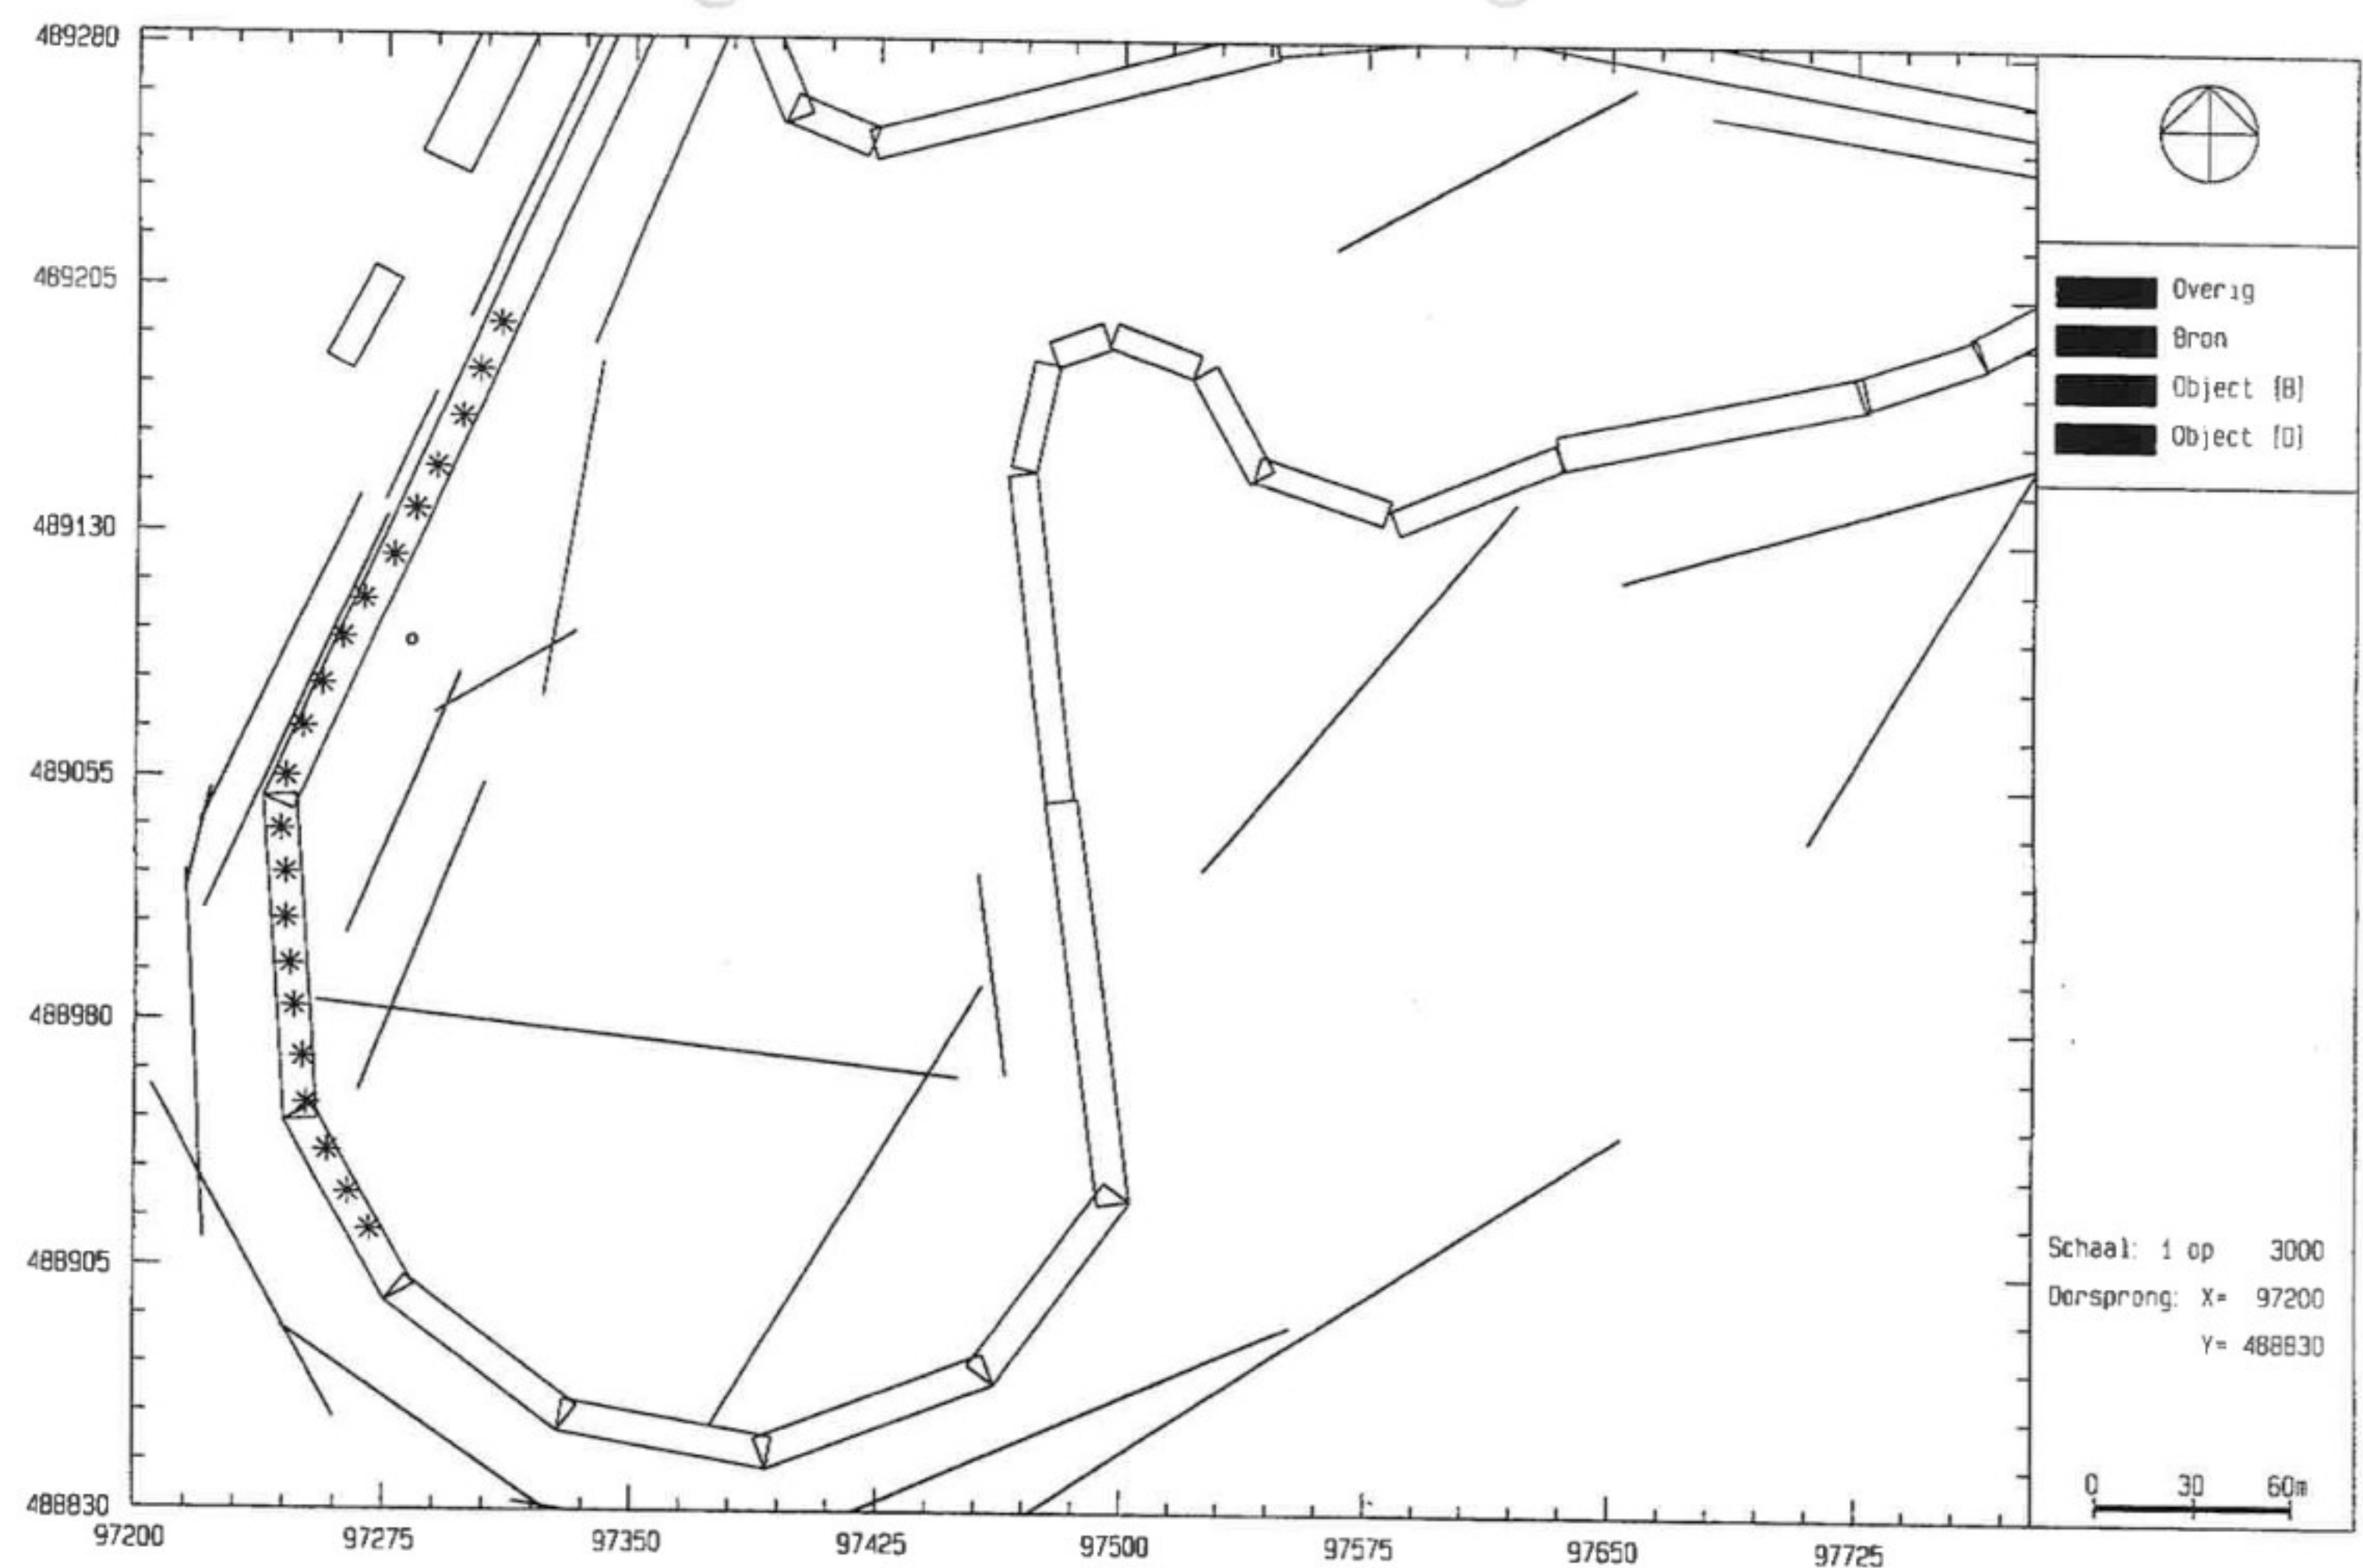 489280
489205
489130
489055
488980
488905
488830
97200 97275 97350 97425 97500 97575 97650 97725
Overig
Bron
Object [B]
Object [O]
Schaal: 1 op 3000
Oorsprong: X= 97200
Y= 488830
0 30 60m